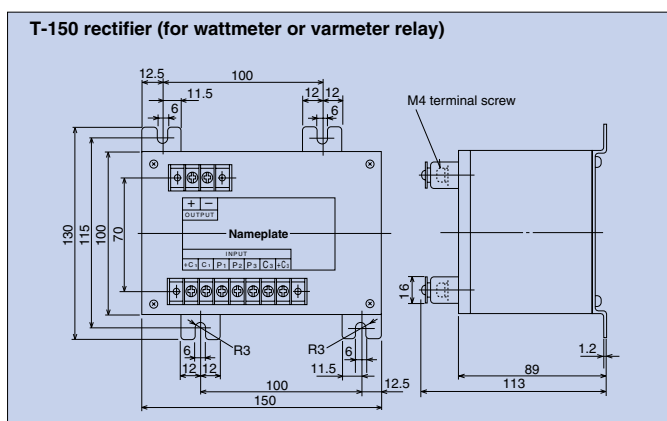 T-150 rectifier (for wattmeter or varmeter relay)
12.5
100
11.5
12 12
6
6
M4 terminal screw
130
115
100
70
+ −
OUTPUT
Nameplate
INPUT
+C1 C1 P1 P2 P3 C3 +C3
16
R3
R3
6
6
12 12
11.5
12.5
100
150
1.2
89
113